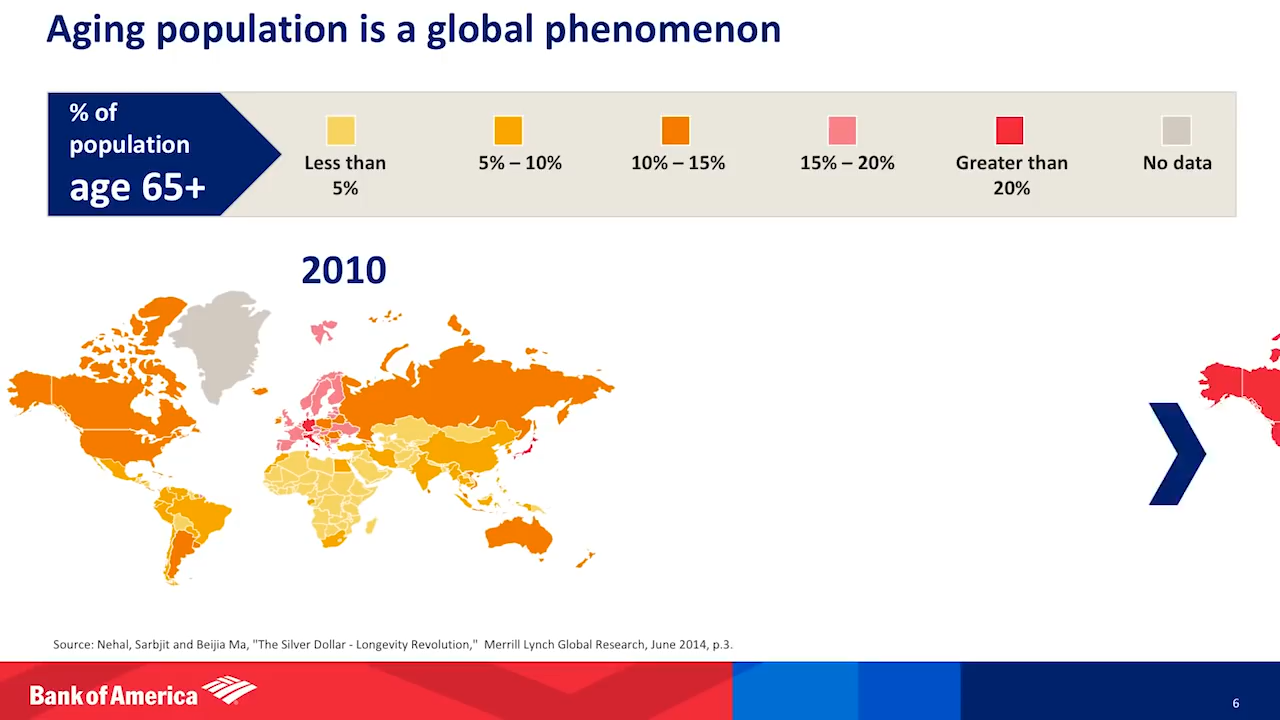 Aging population is a global phenomenon
% of
population
age 65+
Less than
5%
5% – 10%
10% – 15%
15% – 20%
Greater than
20%
No data
2010
Source: Nehal, Sarbjit and Beijia Ma, "The Silver Dollar - Longevity Revolution," Merrill Lynch Global Research, June 2014, p.3.
Bank of America
6